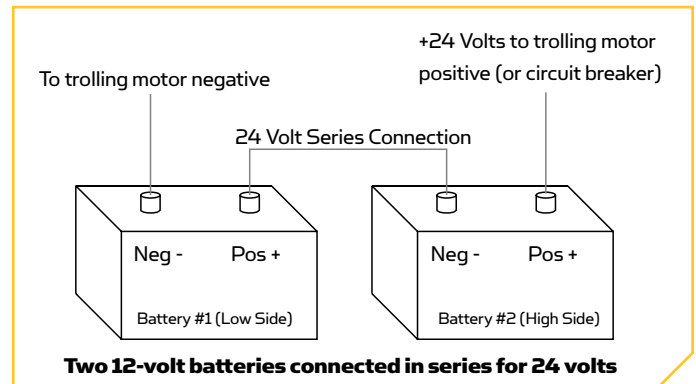 +24 Volts to trolling motor
positive (or circuit breaker)
To trolling motor negative
24 Volt Series Connection
Neg - Pos +
Neg - Pos +
Battery #1 (Low Side)
Battery #2 (High Side)
Two 12-volt batteries connected in series for 24 volts